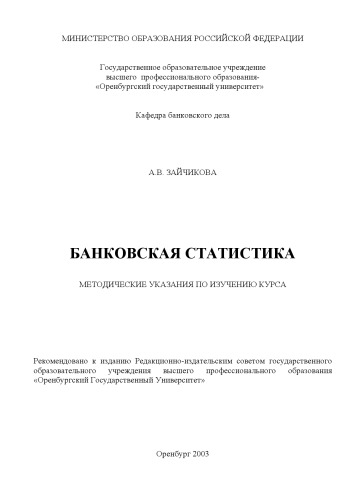 МИНИСТЕРСТВО ОБРАЗОВАНИЯ РОССИЙСКОЙ ФЕДЕРАЦИИ
Государственное образовательное учреждение
высшего профессионального образования-
«Оренбургский государственный университет»
Кафедра банковского дела
А.В. ЗАЙЧИКОВА
БАНКОВСКАЯ СТАТИСТИКА
МЕТОДИЧЕСКИЕ УКАЗАНИЯ ПО ИЗУЧЕНИЮ КУРСА
Рекомендовано к изданию Редакционно-издательским советом государственного
образовательного учреждения высшего профессионального образования
«Оренбургский Государственный Университет»
Оренбург 2003